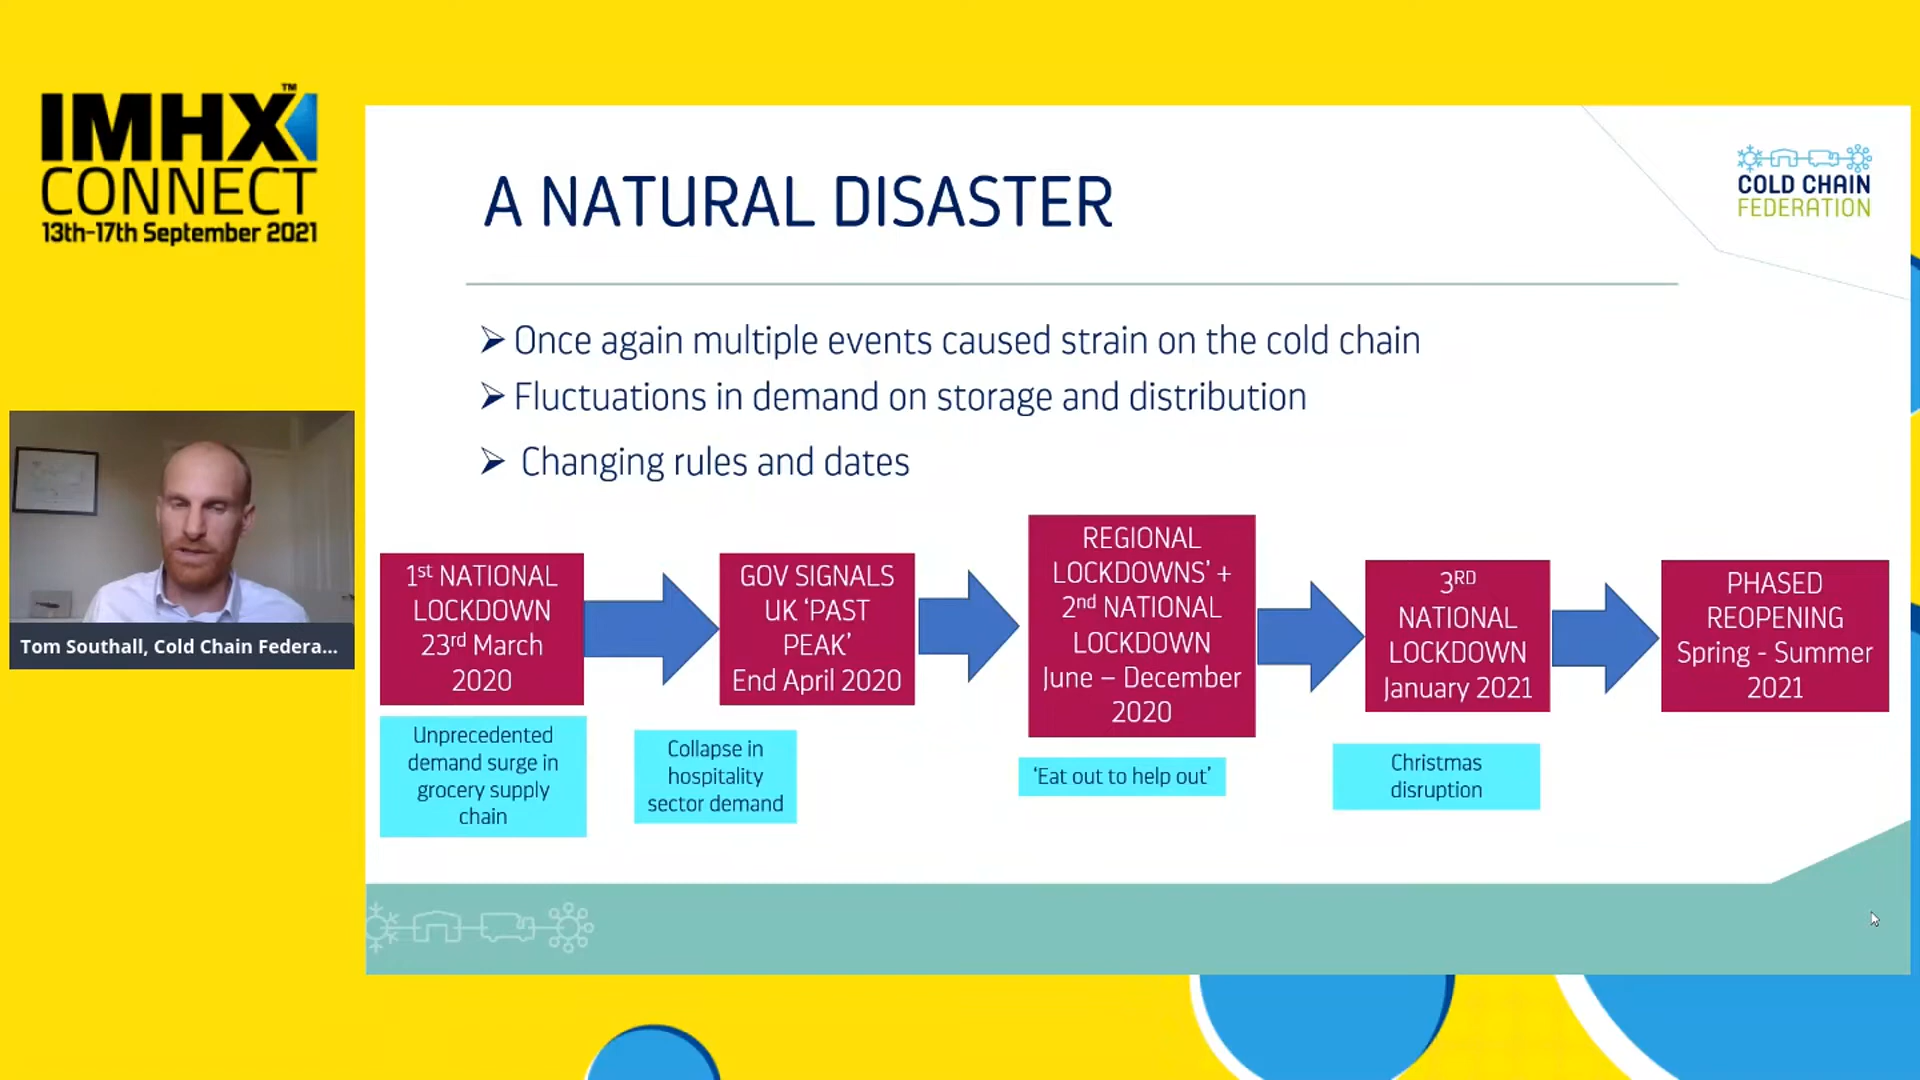 IMHX™
CONNECT
13th-17th September 2021
Tom Southall, Cold Chain Federa...
A NATURAL DISASTER
COLD CHAIN
FEDERATION
➢ Once again multiple events caused strain on the cold chain
➢ Fluctuations in demand on storage and distribution
➢ Changing rules and dates
1st NATIONAL
LOCKDOWN
23rd March
2020
GOV SIGNALS
UK ‘PAST
PEAK’
End April 2020
REGIONAL
LOCKDOWNS’ +
2nd NATIONAL
LOCKDOWN
June – December
2020
3RD
NATIONAL
LOCKDOWN
January 2021
PHASED
REOPENING
Spring - Summer
2021
Unprecedented
demand surge in
grocery supply
chain
Collapse in
hospitality
sector demand
‘Eat out to help out’
Christmas
disruption